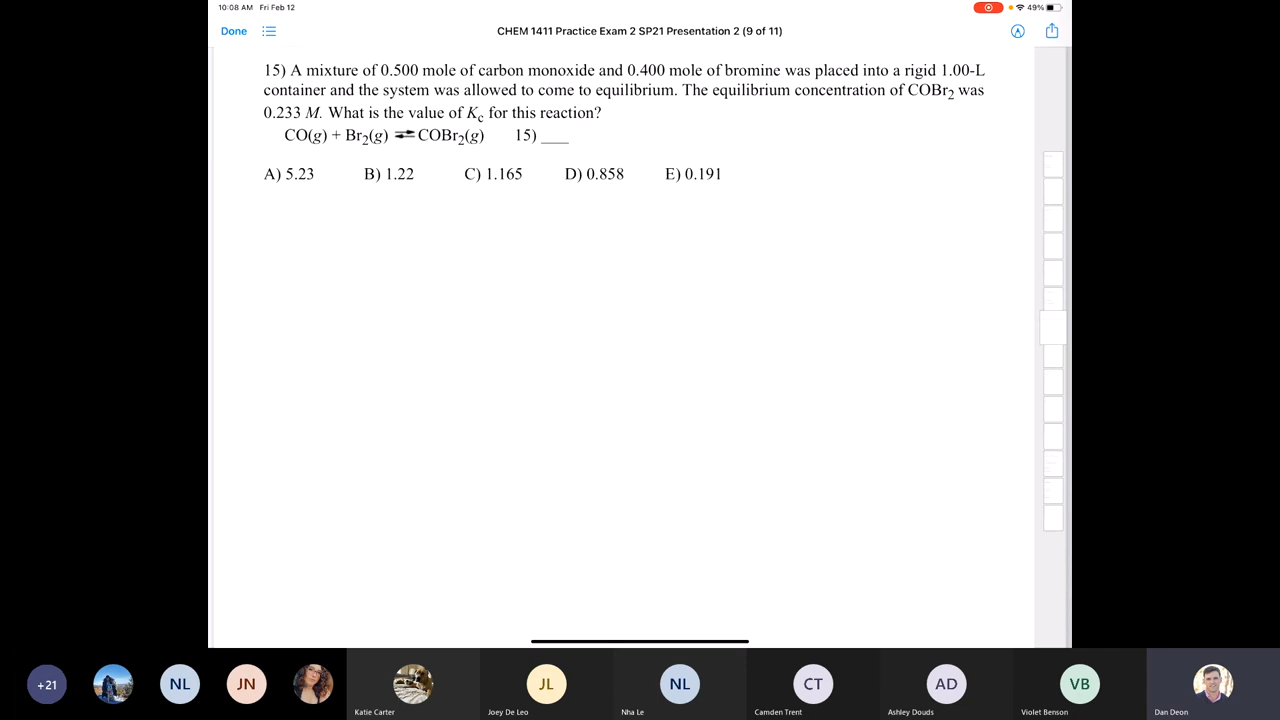 10:08 AM Fri Feb 12
49%
Done
CHEM 1411 Practice Exam 2 SP21 Presentation 2 (9 of 11)
15) A mixture of 0.500 mole of carbon monoxide and 0.400 mole of bromine was placed into a rigid 1.00-L
container and the system was allowed to come to equilibrium. The equilibrium concentration of COBr₂ was
0.233 M. What is the value of K꜀ for this reaction?
CO(g) + Br₂(g) ⇌ COBr₂(g) 15) ___
A) 5.23 B) 1.22 C) 1.165 D) 0.858 E) 0.191
+21 NL JN JL NL CT AD VB
Katie Carter Joey De Leo Nha Le Camden Trent Ashley Douds Violet Benson Dan Deon